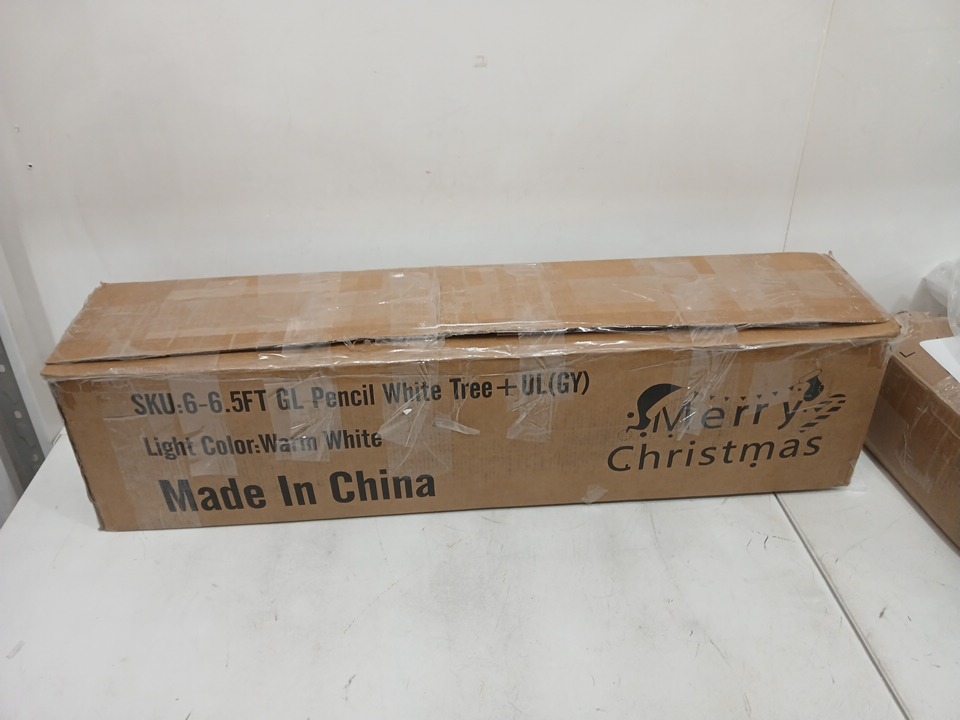 SKU:6-6.5FT GL Pencil White Tree+UL(GY)
Light Color:Warm White
Made In China
Merry
Christmas